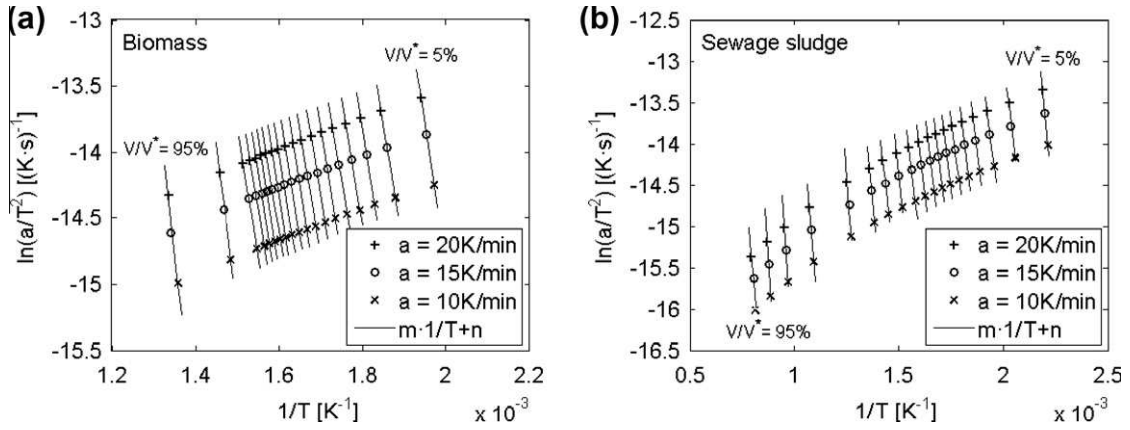 (a)
Biomass
V/V* = 5%
V/V* = 95%
ln(a/T²) [(K·s)⁻¹]
-13
-13.5
-14
-14.5
-15
-15.5
a = 20K/min
a = 15K/min
a = 10K/min
m·1/T+n
1.2 1.4 1.6 1.8 2 2.2
1/T [K⁻¹]
x 10⁻³
(b)
Sewage sludge
V/V* = 5%
V/V* = 95%
ln(a/T²) [(K·s)⁻¹]
-12.5
-13
-13.5
-14
-14.5
-15
-15.5
-16
-16.5
a = 20K/min
a = 15K/min
a = 10K/min
m·1/T+n
0.5 1 1.5 2 2.5
1/T [K⁻¹]
x 10⁻³